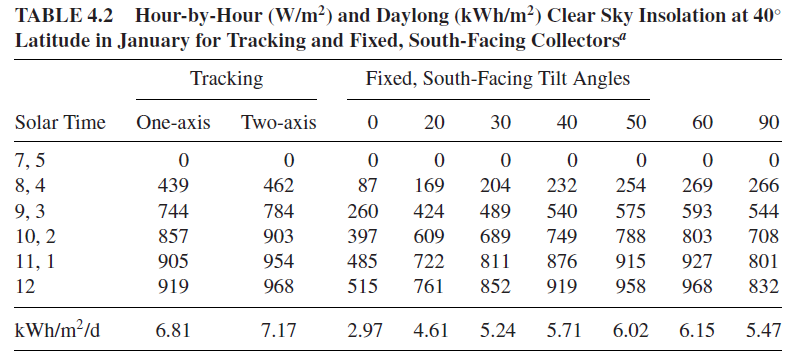 TABLE 4.2 Hour-by-Hour (W/m²) and Daylong (kWh/m²) Clear Sky Insolation at 40°
Latitude in January for Tracking and Fixed, South-Facing Collectorsᵃ
Tracking Fixed, South-Facing Tilt Angles
Solar Time One-axis Two-axis 0 20 30 40 50 60 90
7, 5 0 0 0 0 0 0 0 0 0
8, 4 439 462 87 169 204 232 254 269 266
9, 3 744 784 260 424 489 540 575 593 544
10, 2 857 903 397 609 689 749 788 803 708
11, 1 905 954 485 722 811 876 915 927 801
12 919 968 515 761 852 919 958 968 832
kWh/m²/d 6.81 7.17 2.97 4.61 5.24 5.71 6.02 6.15 5.47